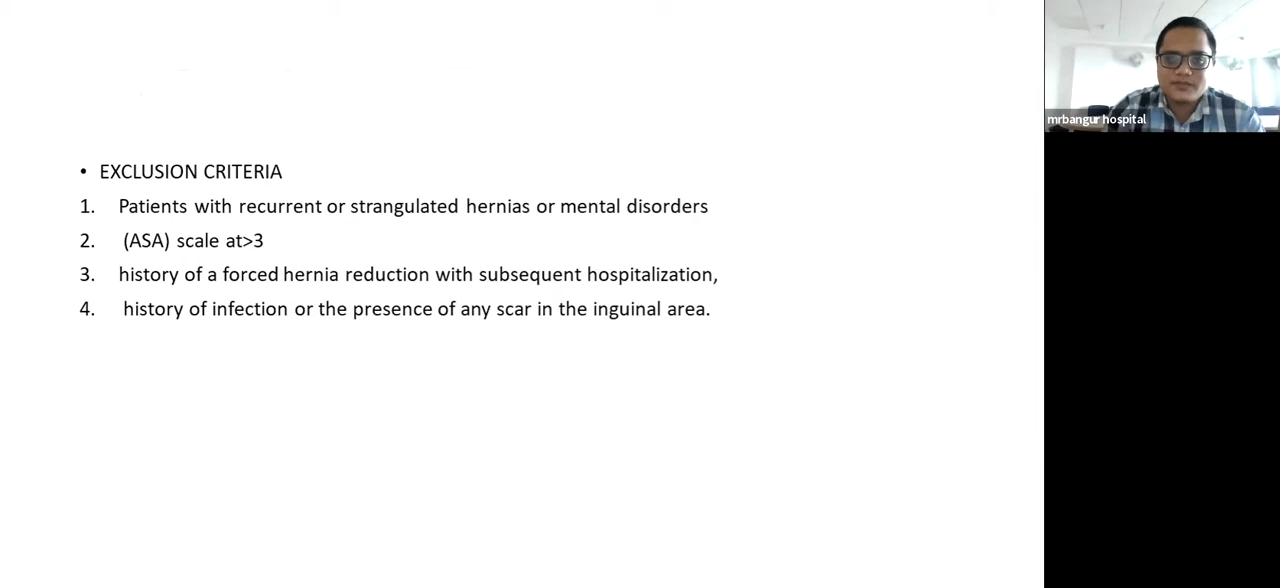 • EXCLUSION CRITERIA
1. Patients with recurrent or strangulated hernias or mental disorders
2. (ASA) scale at>3
3. history of a forced hernia reduction with subsequent hospitalization,
4. history of infection or the presence of any scar in the inguinal area.
mrbangur hospital